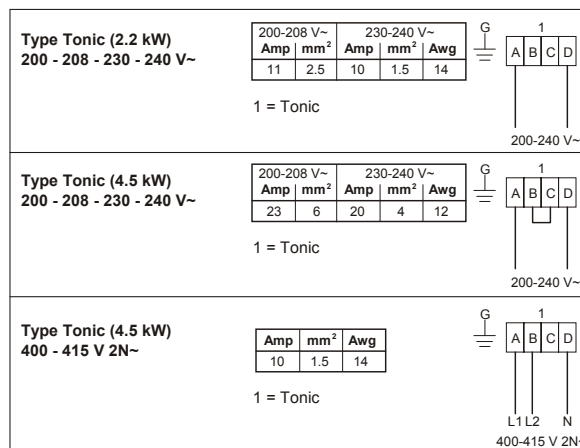 Type Tonic (2.2 kW)
200 - 208 - 230 - 240 V~
200-208 V~ 230-240 V~
Amp mm² Amp mm² Awg
11 2.5 10 1.5 14
1 = Tonic
G 1
A B C D
200-240 V~
Type Tonic (4.5 kW)
200 - 208 - 230 - 240 V~
200-208 V~ 230-240 V~
Amp mm² Amp mm² Awg
23 6 20 4 12
1 = Tonic
G 1
A B C D
200-240 V~
Type Tonic (4.5 kW)
400 - 415 V 2N~
Amp mm² Awg
10 1.5 14
1 = Tonic
G 1
A B C D
L1 L2 N
400-415 V 2N~